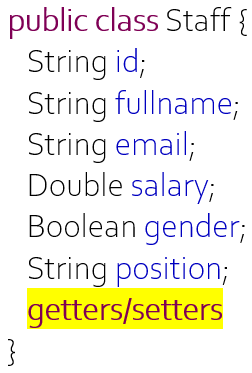 public class Staff {
String id;
String fullname;
String email;
Double salary;
Boolean gender;
String position;
getters/setters
}